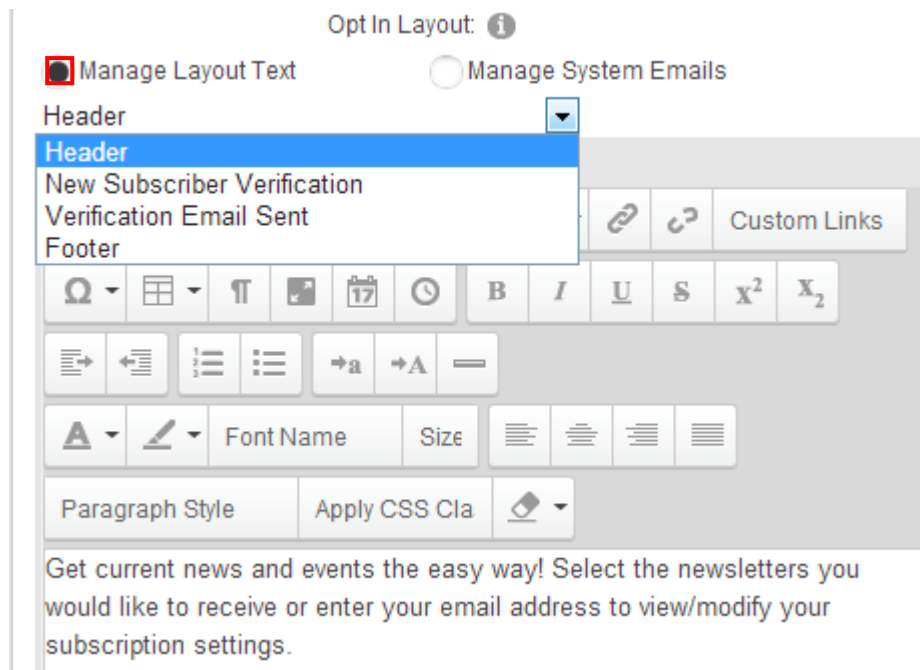 Opt In Layout:
Manage Layout Text Manage System Emails
Header
Header
New Subscriber Verification
Verification Email Sent
Footer
Custom Links
Ω ¶ 17 B I U S x² x₂
a A
A Font Name Size
Paragraph Style Apply CSS Cla
Get current news and events the easy way! Select the newsletters you
would like to receive or enter your email address to view/modify your
subscription settings.